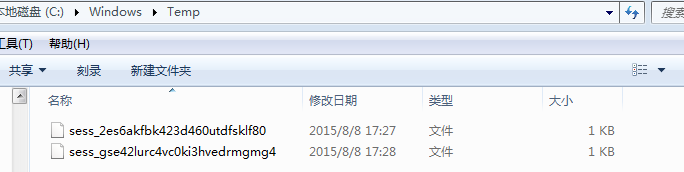 本地磁盘 (C:) ▸ Windows ▸ Temp 搜索
工具(T) 帮助(H)
共享 刻录 新建文件夹
名称 修改日期 类型 大小
sess_2es6akfbk423d460utdfsklf80 2015/8/8 17:27 文件 1 KB
sess_gse42lurc4vc0ki3hvedrmgmg4 2015/8/8 17:28 文件 1 KB